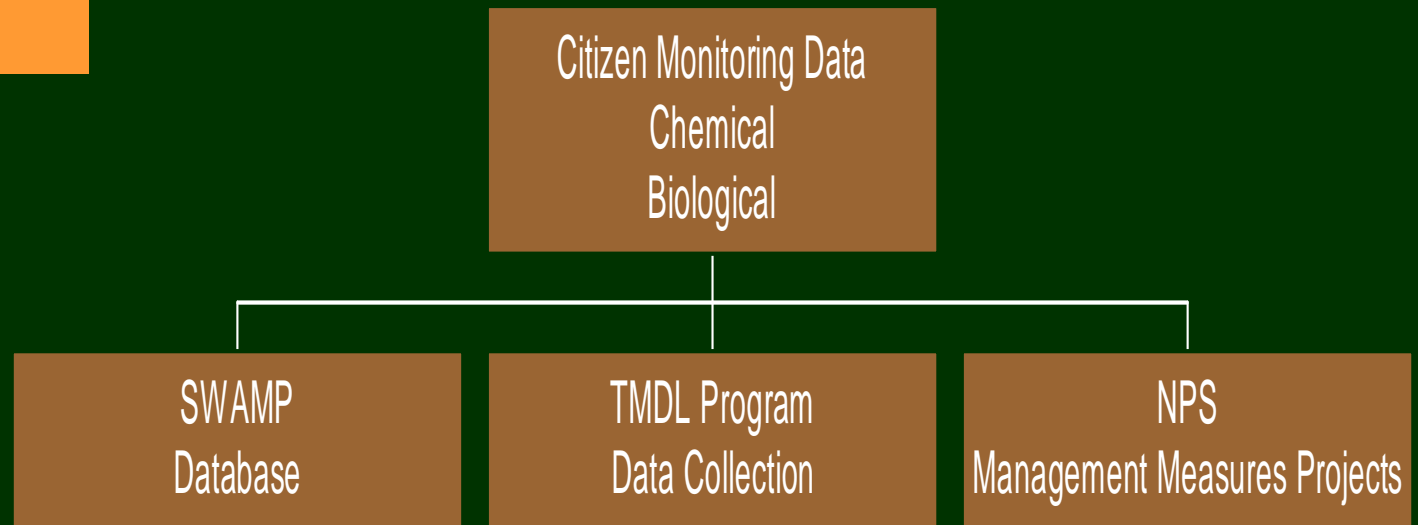 Citizen Monitoring Data
Chemical
Biological
SWAMP
Database
TMDL Program
Data Collection
NPS
Management Measures Projects